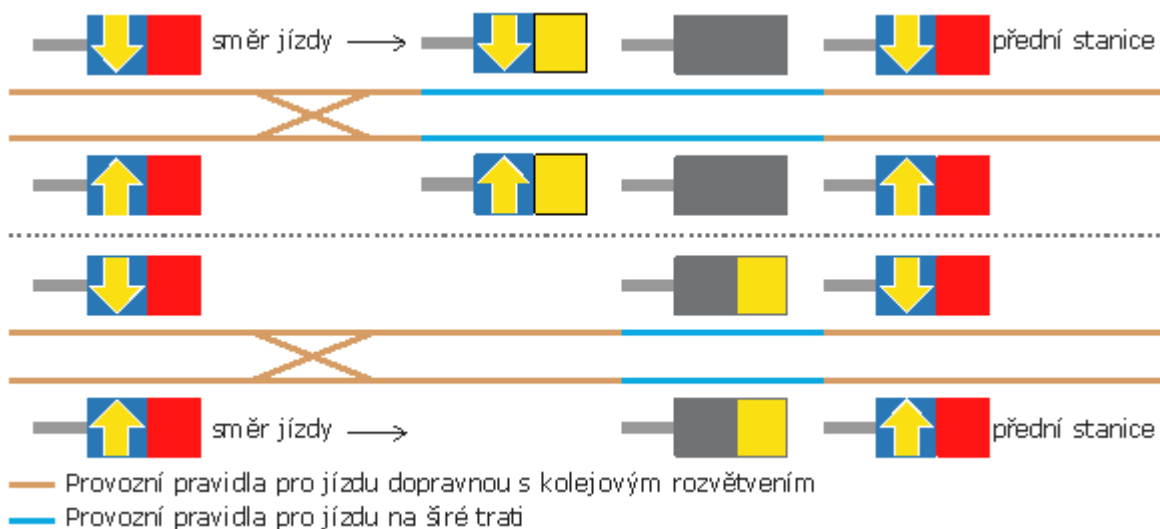 směr jízdy
přední stanice
směr jízdy
přední stanice
Provozní pravidla pro jízdu dopravnou s kolejovým rozvětvením
Provozní pravidla pro jízdu na širé trati